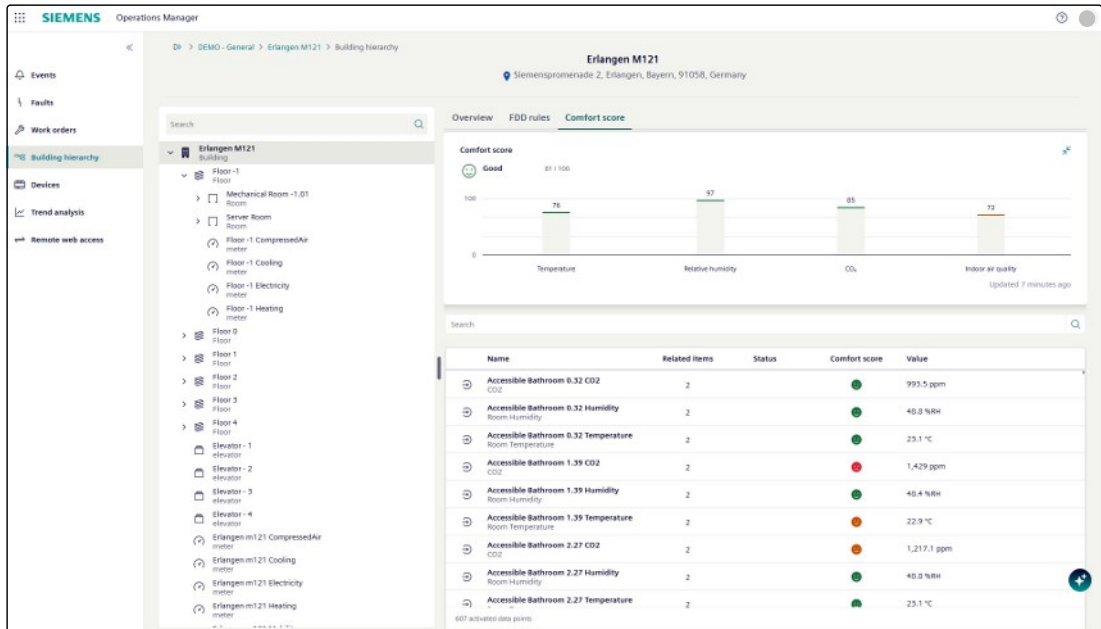 SIEMENS Operations Manager
DEMO - General > Erlangen M121 > Building hierarchy
Erlangen M121
Siemenspromenade 2, Erlangen, Bayern, 91058, Germany
Events
Faults
Work orders
Building hierarchy
Devices
Trend analysis
Remote web access
Search
Erlangen M121
Building
Floor -1
Floor
Mechanical Room -1.01
Room
Server Room
Room
Floor -1 CompressedAir
meter
Floor -1 Cooling
meter
Floor -1 Electricity
meter
Floor -1 Heating
meter
Floor 0
Floor
Floor 1
Floor
Floor 2
Floor
Floor 3
Floor
Floor 4
Floor
Elevator - 1
elevator
Elevator - 2
elevator
Elevator - 3
elevator
Elevator - 4
elevator
Erlangen m121 CompressedAir
meter
Erlangen m121 Cooling
meter
Erlangen m121 Electricity
meter
Erlangen m121 Heating
meter
Overview FDD rules Comfort score
Comfort score
Good 81 / 100
100
76 97 85 72
0
Temperature Relative humidity CO₂ Indoor air quality
Updated 7 minutes ago
Search
Name Related items Status Comfort score Value
Accessible Bathroom 0.32 CO2 2 993.5 ppm
CO2
Accessible Bathroom 0.32 Humidity 2 48.8 %RH
Room Humidity
Accessible Bathroom 0.32 Temperature 2 23.1 °C
Room Temperature
Accessible Bathroom 1.39 CO2 2 1,429 ppm
CO2
Accessible Bathroom 1.39 Humidity 2 48.4 %RH
Room Humidity
Accessible Bathroom 1.39 Temperature 2 22.9 °C
Room Temperature
Accessible Bathroom 2.27 CO2 2 1,217.1 ppm
CO2
Accessible Bathroom 2.27 Humidity 2 48.8 %RH
Room Humidity
Accessible Bathroom 2.27 Temperature 2 23.1 °C
607 activated data points